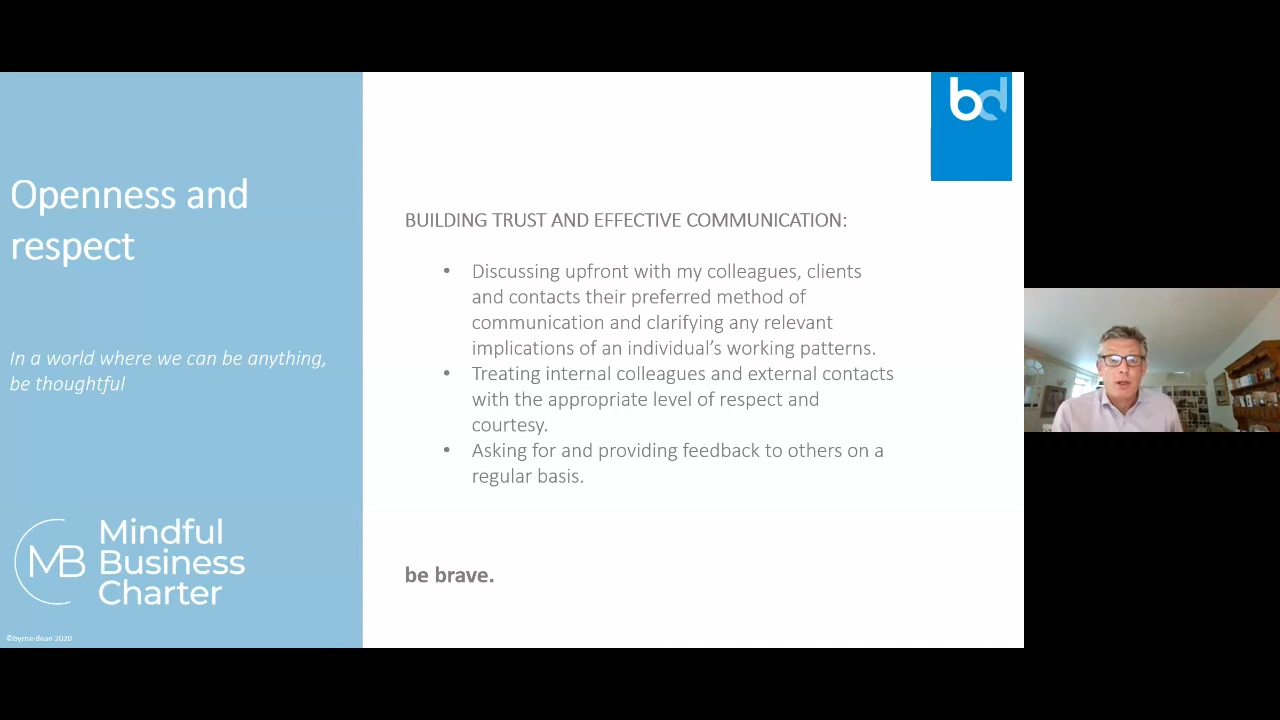 Openness and
respect
In a world where we can be anything,
be thoughtful
MB
Mindful
Business
Charter
©byrne-dean 2020
bd
BUILDING TRUST AND EFFECTIVE COMMUNICATION:
• Discussing upfront with my colleagues, clients
and contacts their preferred method of
communication and clarifying any relevant
implications of an individual's working patterns.
• Treating internal colleagues and external contacts
with the appropriate level of respect and
courtesy.
• Asking for and providing feedback to others on a
regular basis.
be brave.